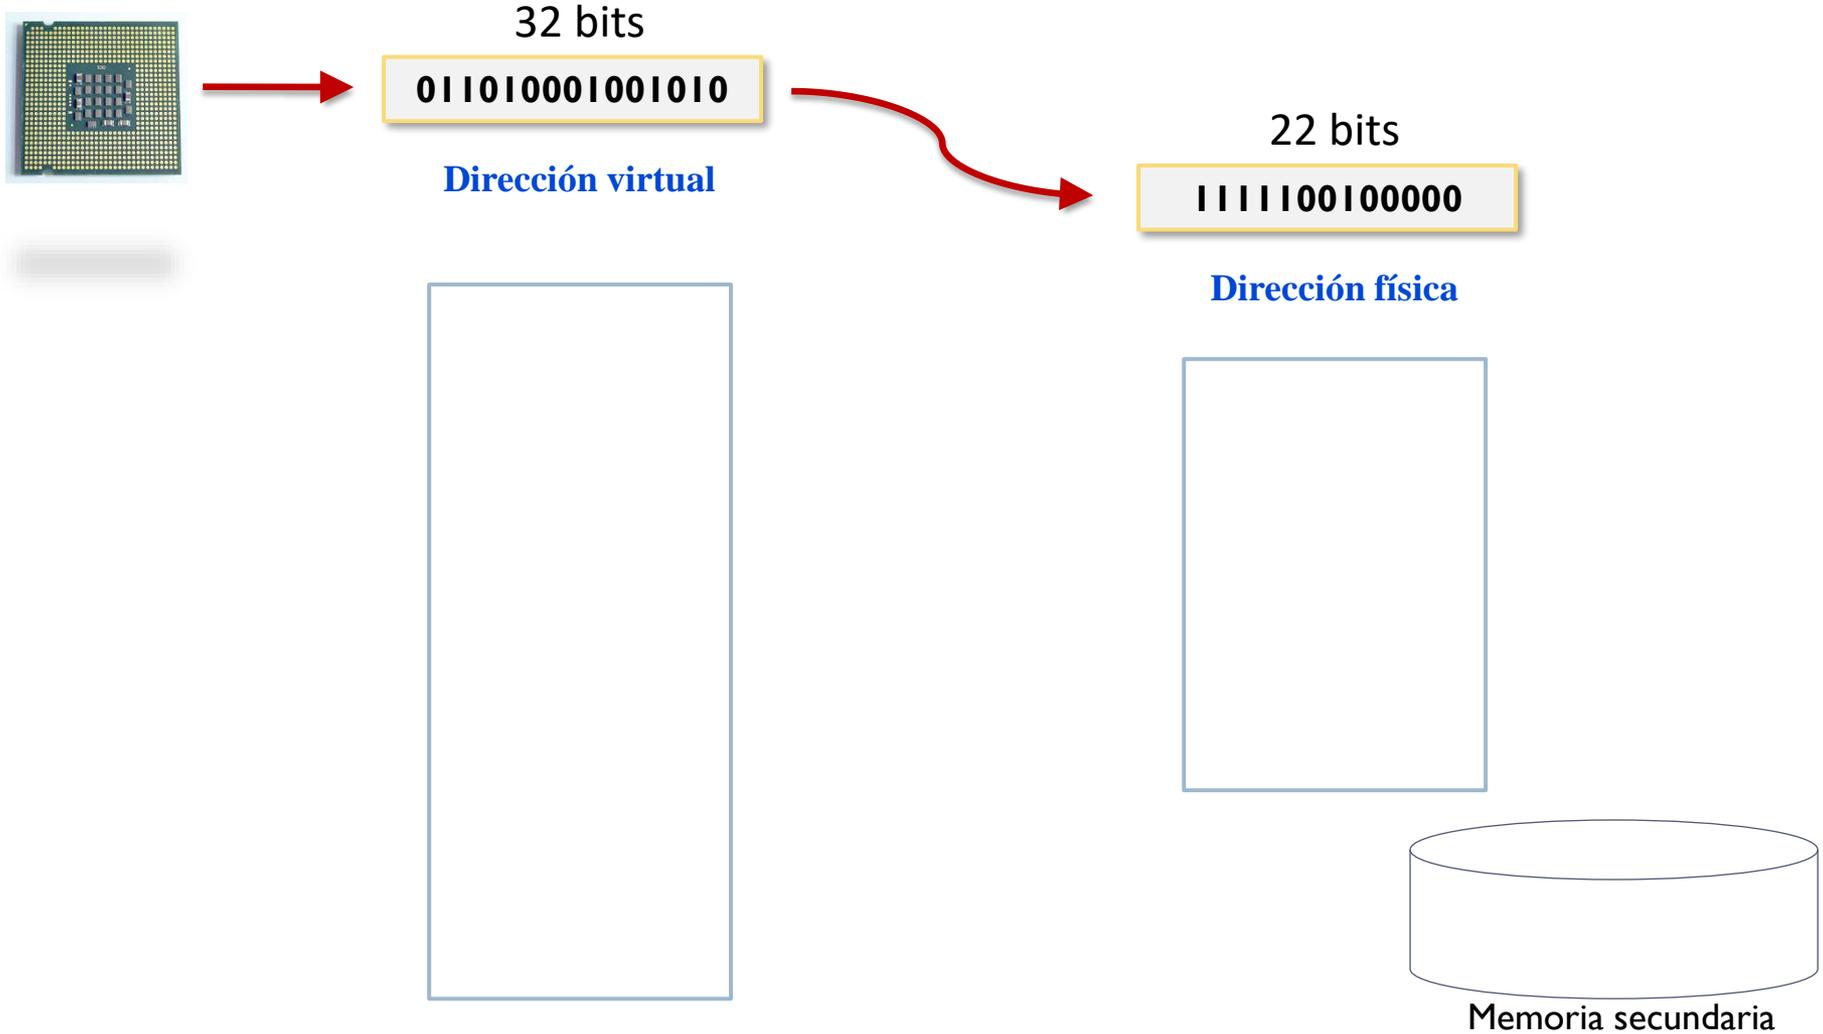 32 bits
011010001001010
Dirección virtual
22 bits
1111100100000
Dirección física
Memoria secundaria